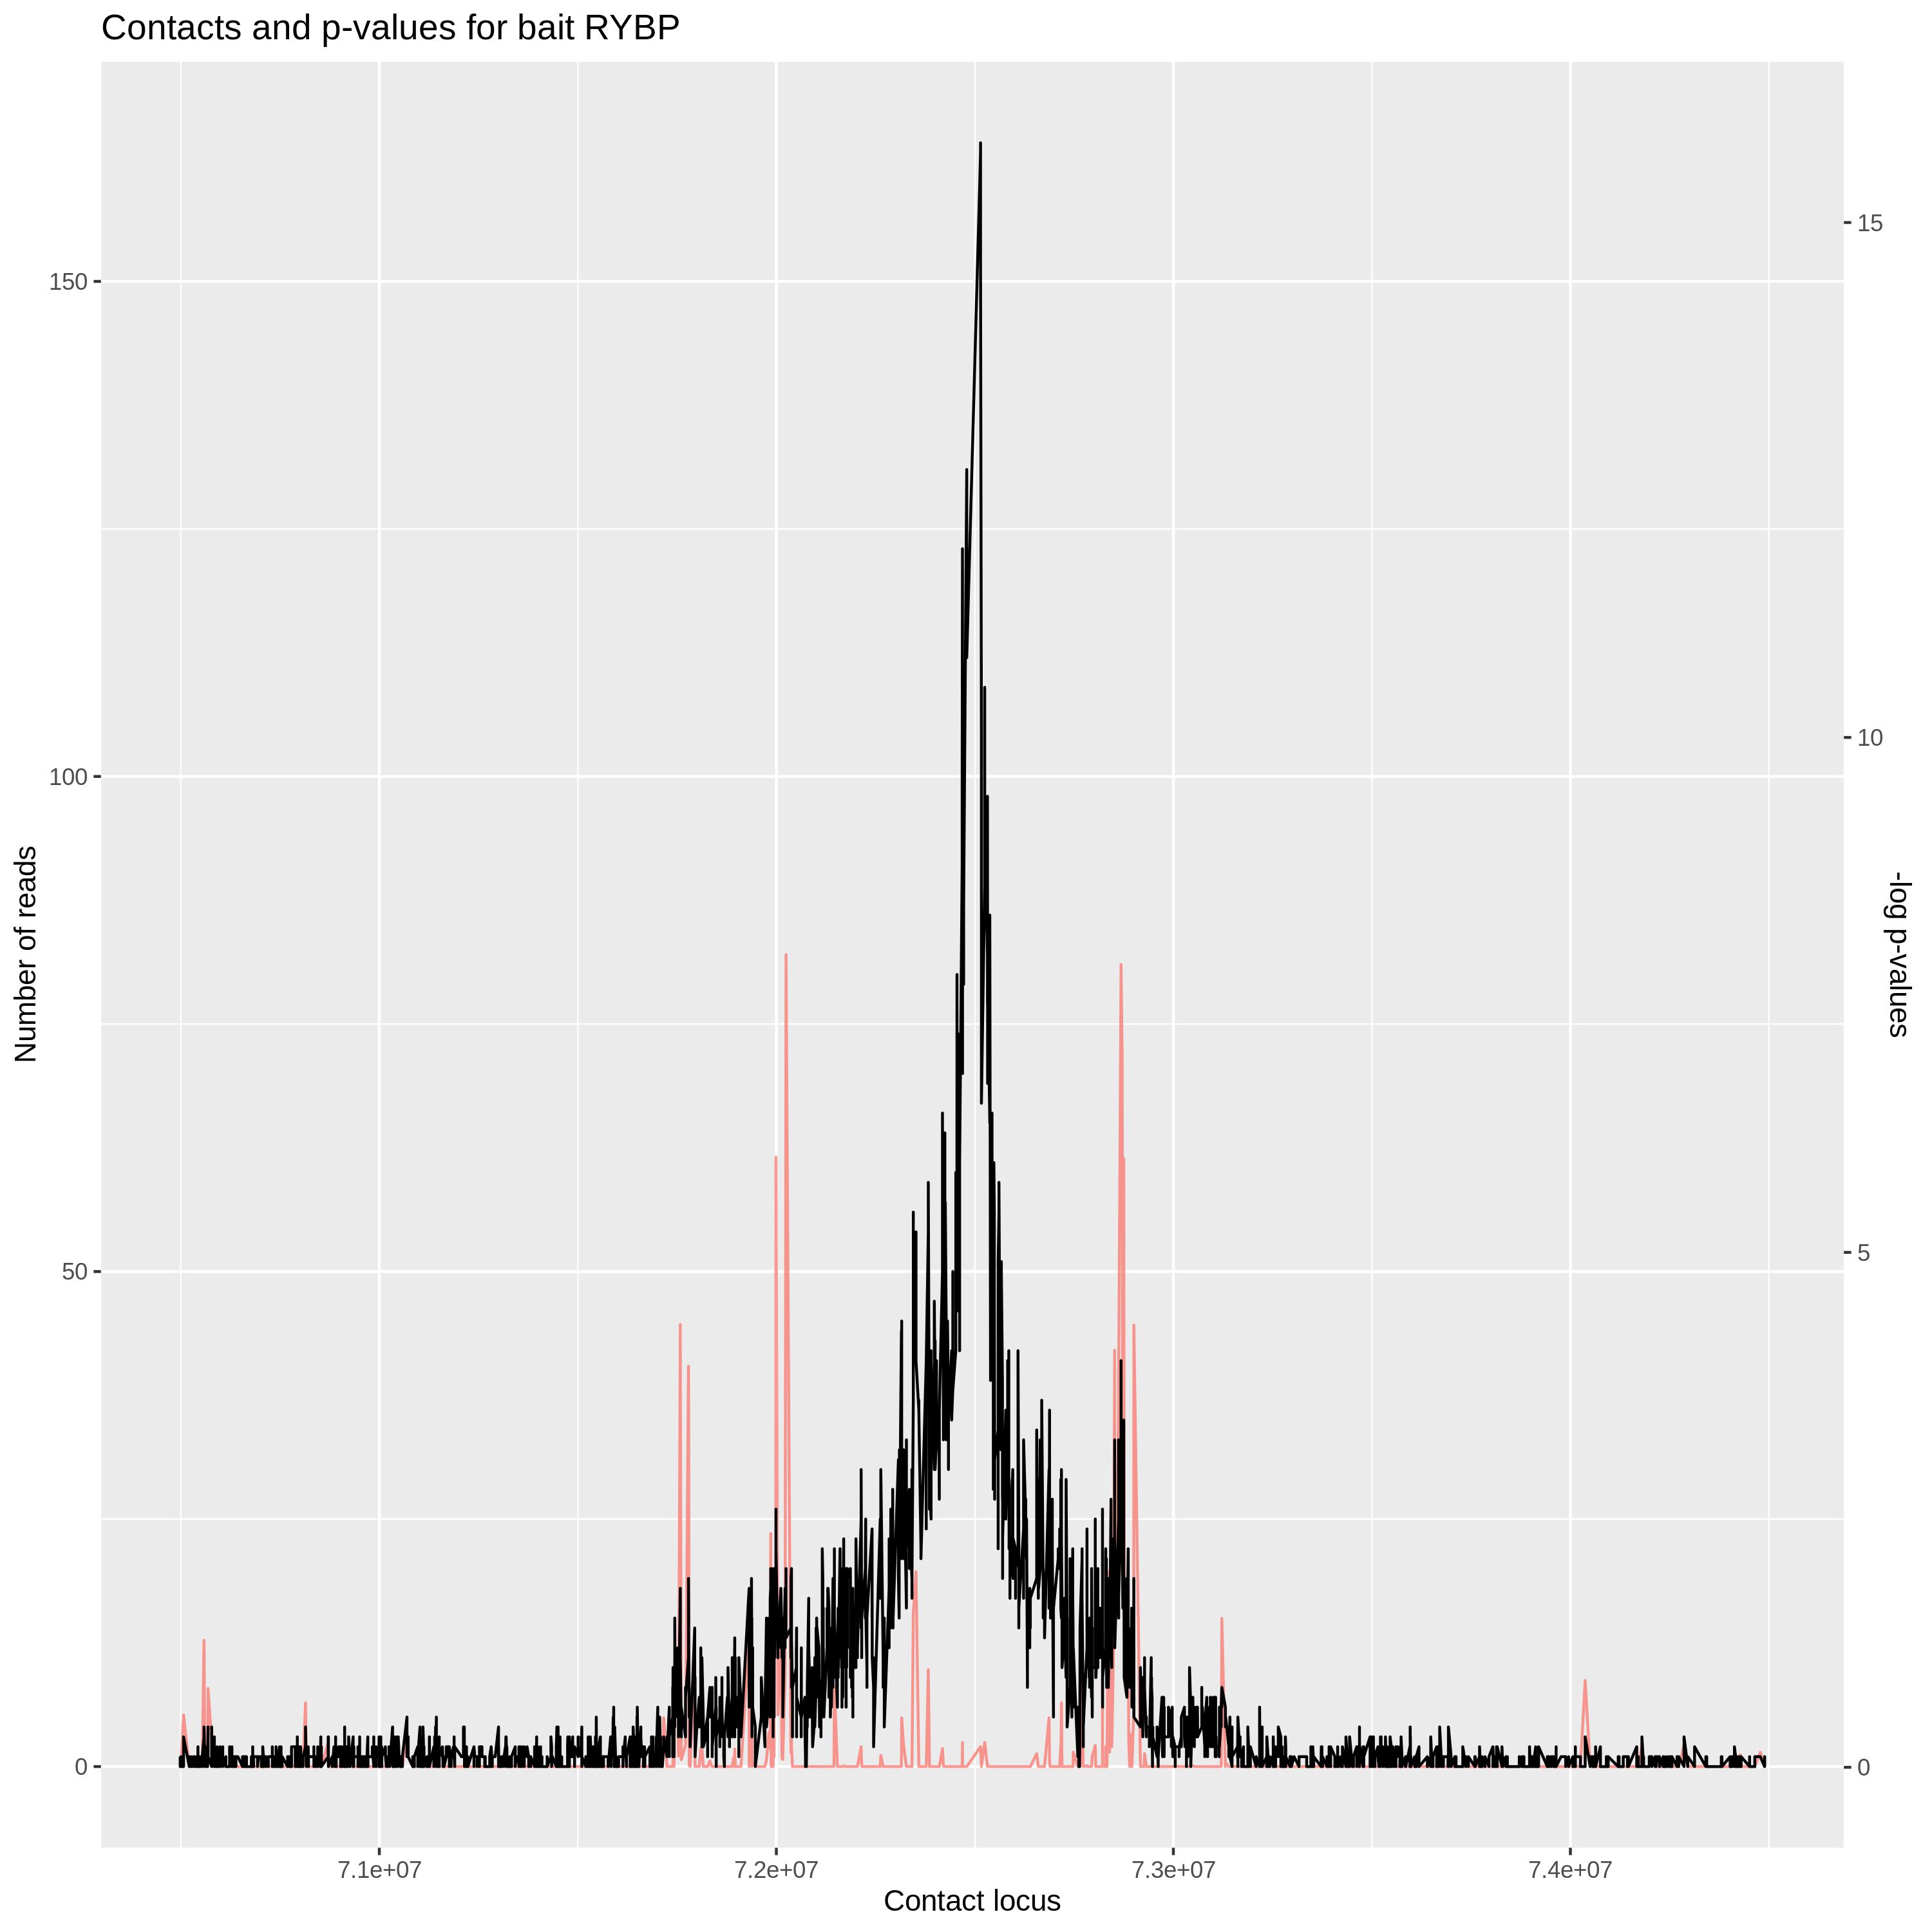 Contacts and p-values for bait RYBP
150
100
50
0
Number of reads
15
10
5
0
-log p-values
7.1e+07
7.2e+07
7.3e+07
7.4e+07
Contact locus